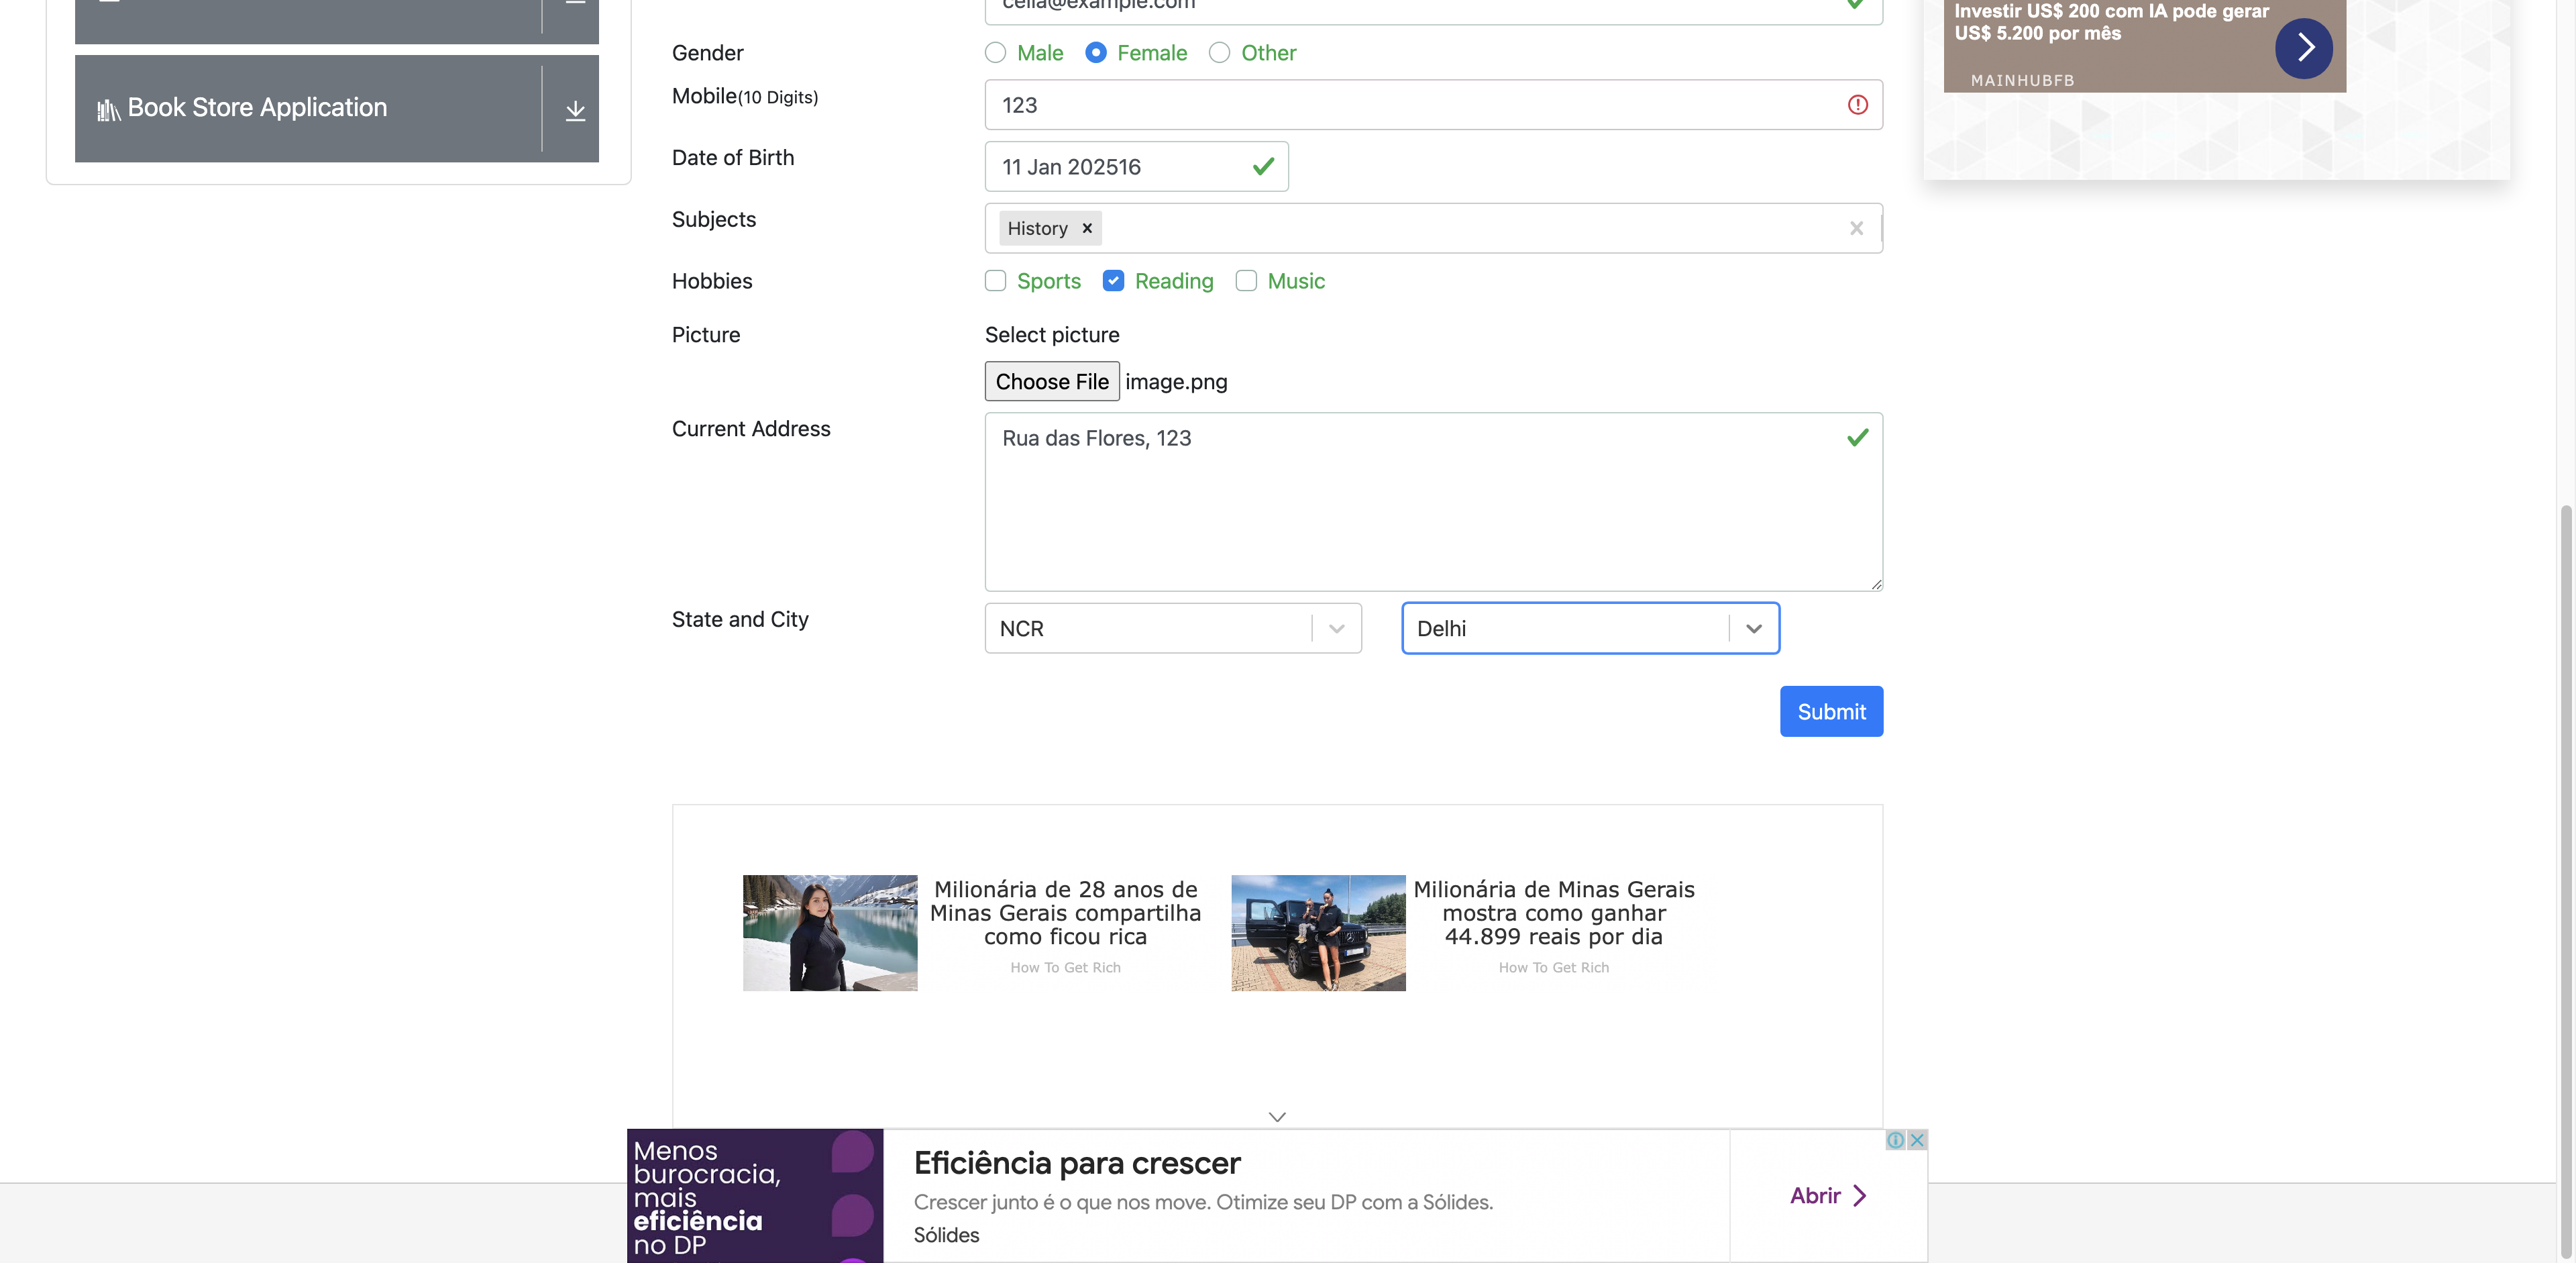 celia@example.com
Investir US$ 200 com IA pode gerar
US$ 5.200 por mês
MAINHUBFB
Book Store Application
Gender
Male
Female
Other
Mobile(10 Digits)
123
Date of Birth
11 Jan 202516
Subjects
History
Hobbies
Sports
Reading
Music
Picture
Select picture
Choose File
image.png
Current Address
Rua das Flores, 123
State and City
NCR
Delhi
Submit
Milionária de 28 anos de
Minas Gerais compartilha
como ficou rica
How To Get Rich
Milionária de Minas Gerais
mostra como ganhar
44.899 reais por dia
How To Get Rich
Menos
burocracia,
mais
eficiência
no DP
Eficiência para crescer
Crescer junto é o que nos move. Otimize seu DP com a Sólides.
Sólides
Abrir